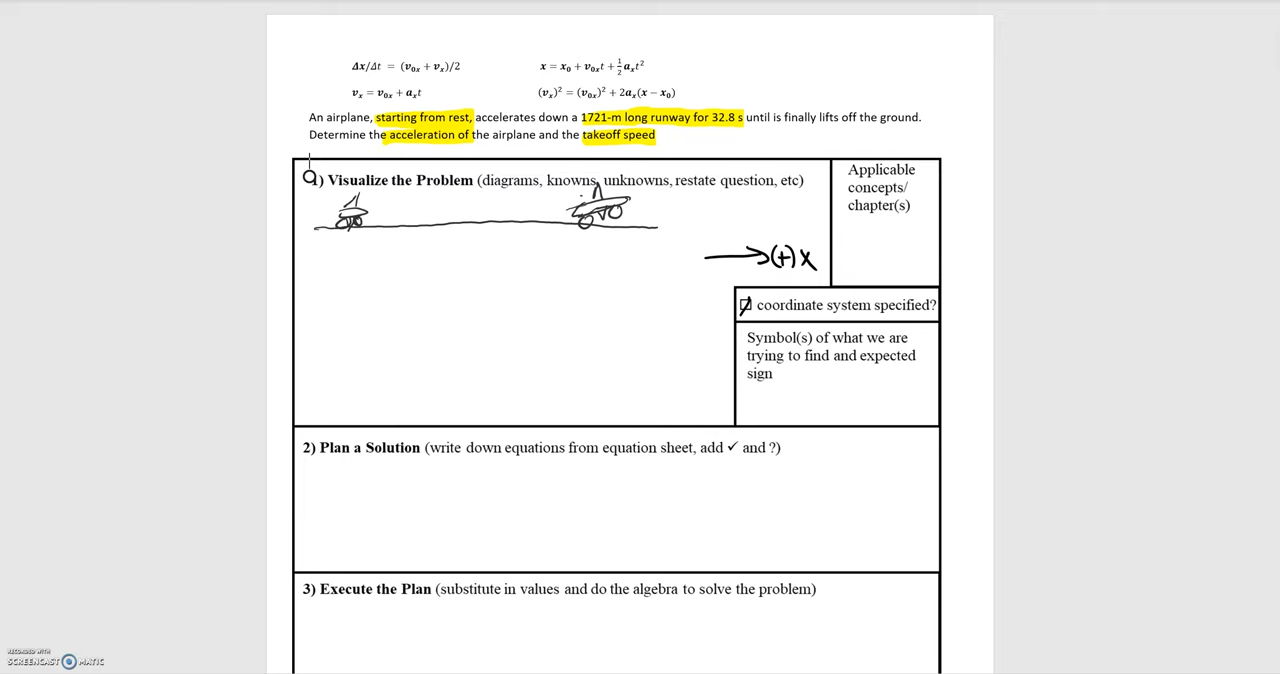 Δx/Δt = (v₀ₓ + vₓ)/2
x = x₀ + v₀ₓt + ½aₓt²
vₓ = v₀ₓ + aₓt
(vₓ)² = (v₀ₓ)² + 2aₓ(x − x₀)
An airplane, starting from rest, accelerates down a 1721-m long runway for 32.8 s until is finally lifts off the ground.
Determine the acceleration of the airplane and the takeoff speed
1) Visualize the Problem (diagrams, knowns, unknowns, restate question, etc)
Applicable
concepts/
chapter(s)
(+) x
coordinate system specified?
Symbol(s) of what we are
trying to find and expected
sign
2) Plan a Solution (write down equations from equation sheet, add ✓ and ?)
3) Execute the Plan (substitute in values and do the algebra to solve the problem)
RECORDED WITH
SCREENCAST MATIC